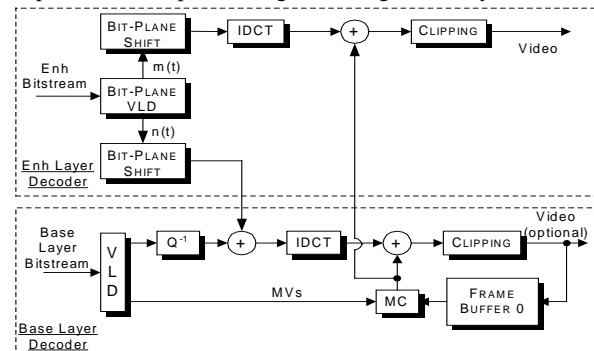 BIT-PLANE
SHIFT
IDCT
+
CLIPPING
Video
m(t)
Enh
Bitstream
BIT-PLANE
VLD
n(t)
BIT-PLANE
SHIFT
Enh Layer
Decoder
Base
Layer
Bitstream
VLD
Q-1
+
IDCT
+
CLIPPING
Video
(optional)
MVs
MC
FRAME
BUFFER 0
Base Layer
Decoder